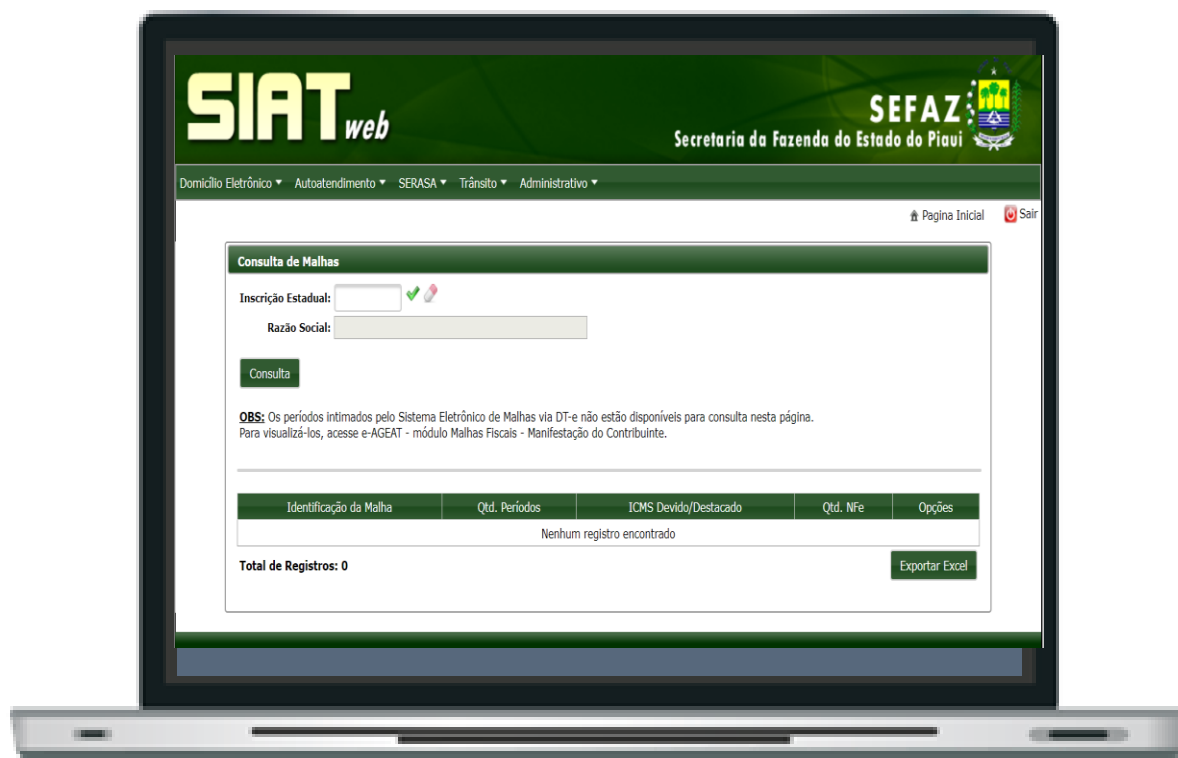 SIAT web
SEFAZ
Secretaria da Fazenda do Estado do Piaui
Domicílio Eletrônico Autoatendimento SERASA Trânsito Administrativo
Pagina Inicial Sair
Consulta de Malhas
Inscrição Estadual:
Razão Social:
Consulta
OBS: Os períodos intimados pelo Sistema Eletrônico de Malhas via DT-e não estão disponíveis para consulta nesta página.
Para visualizá-los, acesse e-AGEAT - módulo Malhas Fiscais - Manifestação do Contribuinte.
Identificação da Malha Qtd. Períodos ICMS Devido/Destacado Qtd. NFe Opções
Nenhum registro encontrado
Total de Registros: 0 Exportar Excel